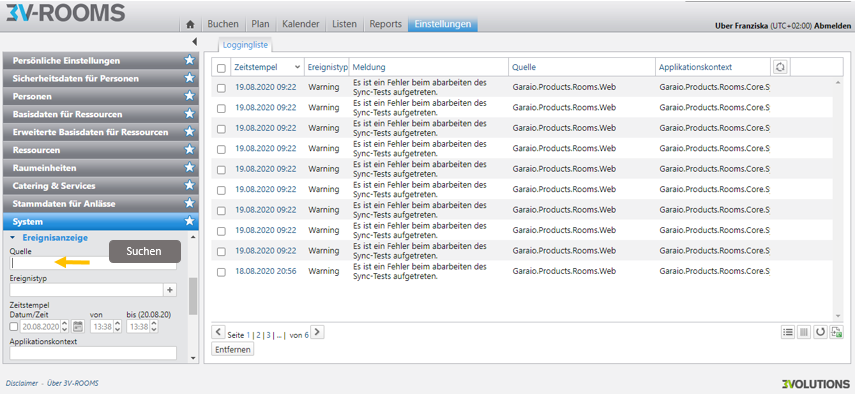 3V-ROOMS
Buchen Plan Kalender Listen Reports Einstellungen
Uber Franziska (UTC+02:00) Abmelden
Persönliche Einstellungen
Sicherheitsdaten für Personen
Personen
Basisdaten für Ressourcen
Erweiterte Basisdaten für Ressourcen
Ressourcen
Raumeinheiten
Catering & Services
Stammdaten für Anlässe
System
Ereignisanzeige
Quelle
Suchen
Ereignistyp
+
Zeitstempel
Datum/Zeit von bis (20.08.20)
20.08.2020 13:38 13:38
Applikationskontext
Loggingliste
Zeitstempel Ereignistyp Meldung Quelle Applikationskontext
19.08.2020 09:22 Warning Es ist ein Fehler beim abarbeiten des Garaio.Products.Rooms.Web Garaio.Products.Rooms.Core.S
Sync-Tests aufgetreten.
19.08.2020 09:22 Warning Es ist ein Fehler beim abarbeiten des Garaio.Products.Rooms.Web Garaio.Products.Rooms.Core.S
Sync-Tests aufgetreten.
19.08.2020 09:22 Warning Es ist ein Fehler beim abarbeiten des Garaio.Products.Rooms.Web Garaio.Products.Rooms.Core.S
Sync-Tests aufgetreten.
19.08.2020 09:22 Warning Es ist ein Fehler beim abarbeiten des Garaio.Products.Rooms.Web Garaio.Products.Rooms.Core.S
Sync-Tests aufgetreten.
19.08.2020 09:22 Warning Es ist ein Fehler beim abarbeiten des Garaio.Products.Rooms.Web Garaio.Products.Rooms.Core.S
Sync-Tests aufgetreten.
19.08.2020 09:22 Warning Es ist ein Fehler beim abarbeiten des Garaio.Products.Rooms.Web Garaio.Products.Rooms.Core.S
Sync-Tests aufgetreten.
19.08.2020 09:22 Warning Es ist ein Fehler beim abarbeiten des Garaio.Products.Rooms.Web Garaio.Products.Rooms.Core.S
Sync-Tests aufgetreten.
19.08.2020 09:22 Warning Es ist ein Fehler beim abarbeiten des Garaio.Products.Rooms.Web Garaio.Products.Rooms.Core.S
Sync-Tests aufgetreten.
19.08.2020 09:22 Warning Es ist ein Fehler beim abarbeiten des Garaio.Products.Rooms.Web Garaio.Products.Rooms.Core.S
Sync-Tests aufgetreten.
18.08.2020 20:56 Warning Es ist ein Fehler beim abarbeiten des Garaio.Products.Rooms.Web Garaio.Products.Rooms.Core.S
Sync-Tests aufgetreten.
Seite 1 | 2 | 3 | ... | von 6
Entfernen
Disclaimer - Über 3V-ROOMS
3VOLUTIONS